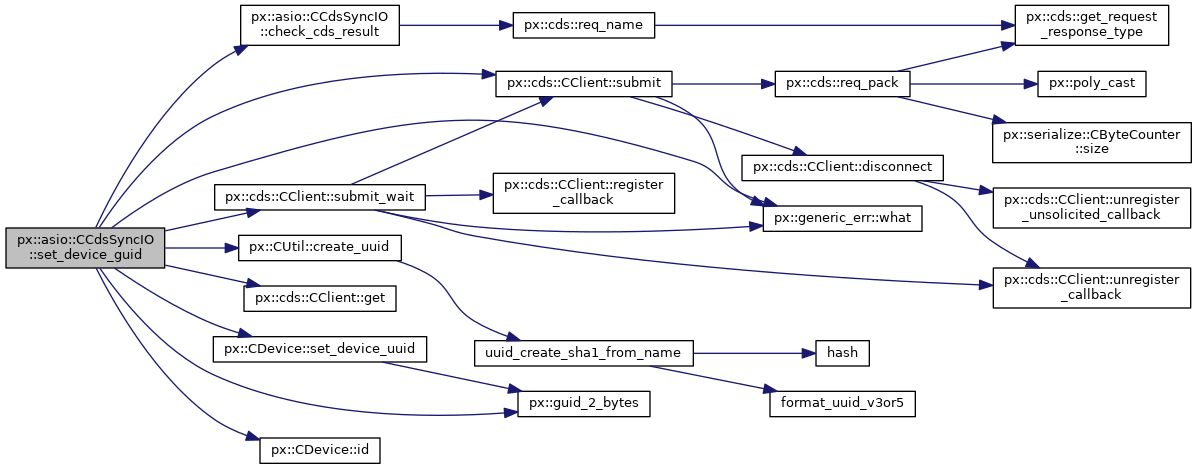 px::asio::CCdsSyncIO
::set_device_guid
px::asio::CCdsSyncIO
::check_cds_result
px::cds::req_name
px::cds::get_request
_response_type
px::cds::CClient::submit
px::cds::req_pack
px::poly_cast
px::serialize::CByteCounter
::size
px::cds::CClient::disconnect
px::cds::CClient::submit_wait
px::cds::CClient::register
_callback
px::cds::CClient::unregister
_unsolicited_callback
px::generic_err::what
px::CUtil::create_uuid
px::cds::CClient::get
px::cds::CClient::unregister
_callback
px::CDevice::set_device_uuid
uuid_create_sha1_from_name
hash
px::guid_2_bytes
format_uuid_v3or5
px::CDevice::id